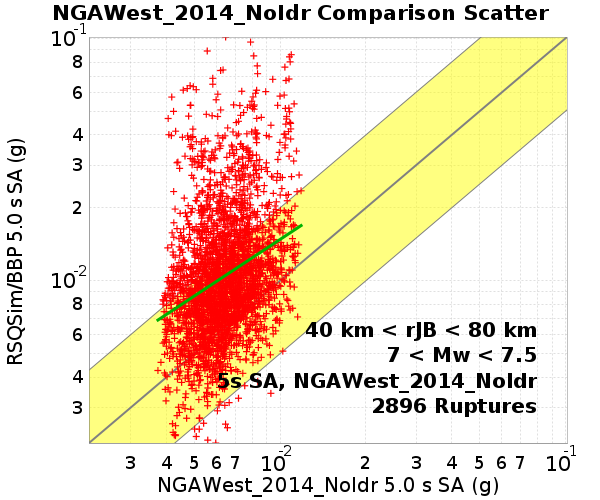 NGAWest_2014_NoIdr Comparison Scatter
10-1
8
6
4
3
2
10-2
8
6
4
3
RSQSim/BBP 5.0 s SA (g)
40 km < rJB < 80 km
7 < Mw < 7.5
5s SA, NGAWest_2014_NoIdr
2896 Ruptures
3 4 5 6 7 10-2 2 3 4 5 6 7 10-1
NGAWest_2014_NoIdr 5.0 s SA (g)